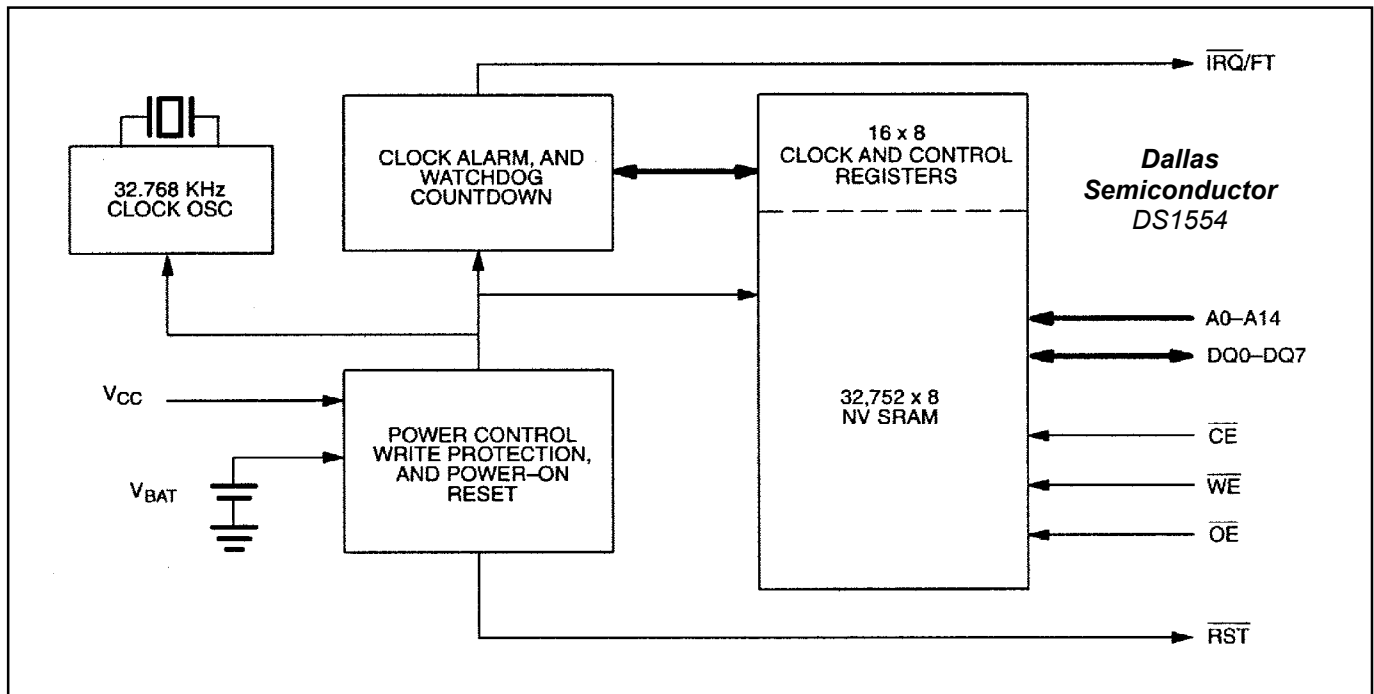 IRQ/FT
32.768 KHz
CLOCK OSC
CLOCK ALARM, AND
WATCHDOG
COUNTDOWN
16 x 8
CLOCK AND CONTROL
REGISTERS
Dallas
Semiconductor
DS1554
A0–A14
DQ0–DQ7
VCC
POWER CONTROL
WRITE PROTECTION,
AND POWER–ON
RESET
VBAT
32,752 x 8
NV SRAM
CE
WE
OE
RST